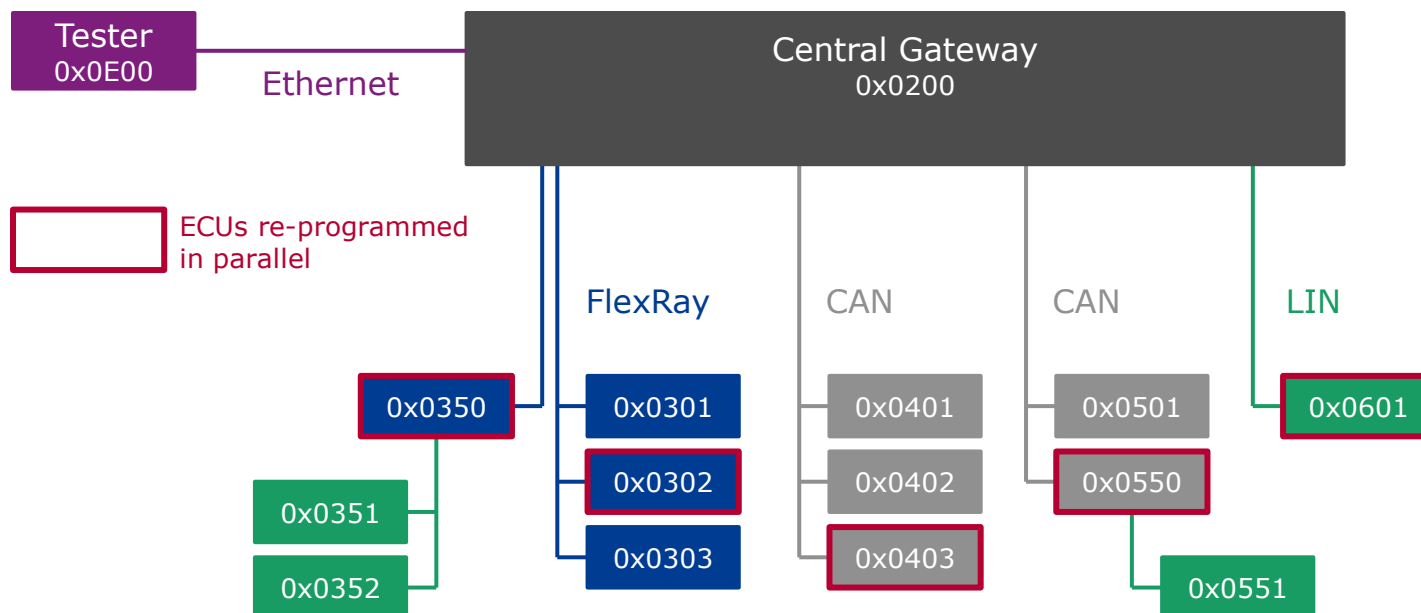 Tester
0x0E00
Ethernet
Central Gateway
0x0200
ECUs re-programmed
in parallel
FlexRay
CAN
CAN
LIN
0x0350
0x0301
0x0401
0x0501
0x0601
0x0302
0x0402
0x0550
0x0351
0x0303
0x0403
0x0352
0x0551